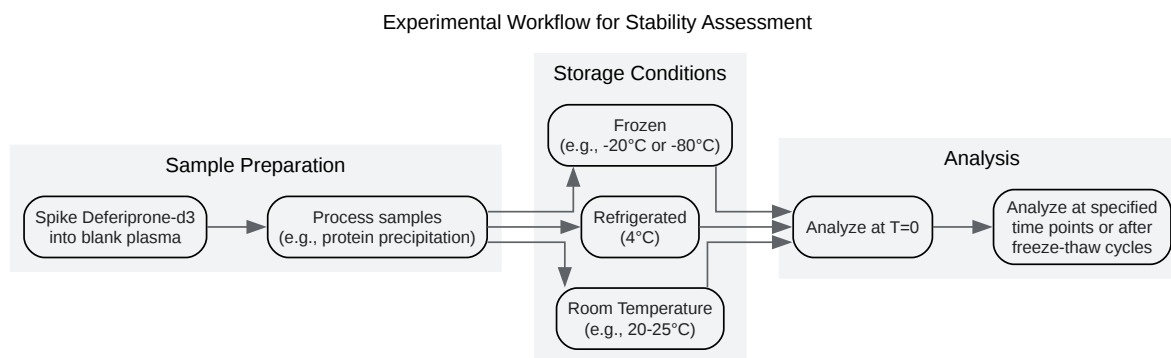 Experimental Workflow for Stability Assessment
Sample Preparation
Spike Deferiprone-d3
into blank plasma
Process samples
(e.g., protein precipitation)
Storage Conditions
Frozen
(e.g., -20°C or -80°C)
Refrigerated
(4°C)
Room Temperature
(e.g., 20-25°C)
Analysis
Analyze at T=0
Analyze at specified
time points or after
freeze-thaw cycles